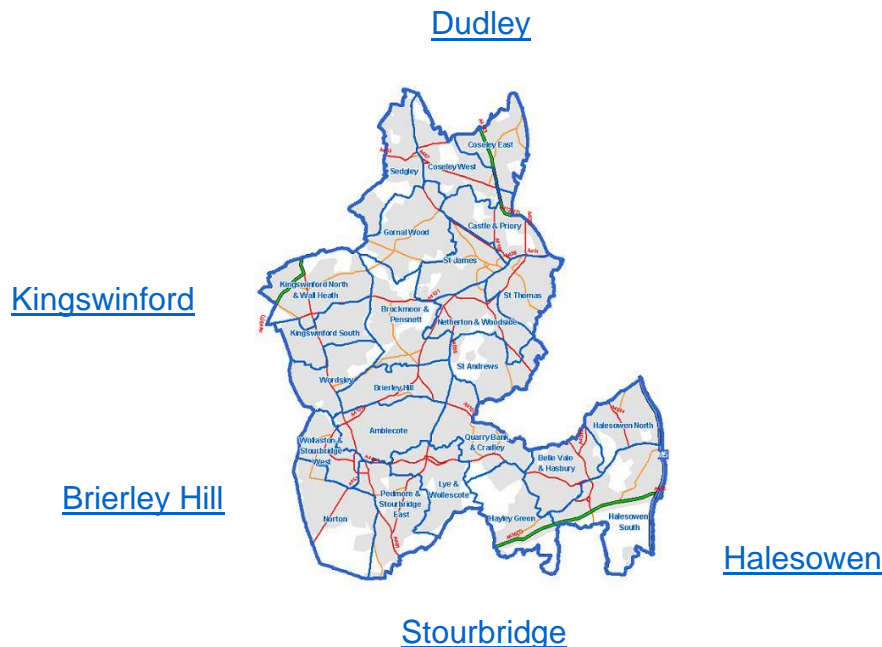 Dudley
Coseley East
Coseley West
Sedgley
Castle & Priory
Gornal Wood
St James
Kingswinford North
& Wall Heath
St Thomas
Kingswinford
Brockmoor &
Pensnett
Netherton & Woodside
Kingswinford South
St Andrews
Wordsley
Brierley Hill
Amblecote
Halesowen North
Wollaston &
Stourbridge
West
Quarry Bank
& Cradley
Belle Vale
& Hasbury
M5
Lye &
Wollescote
Pedmore &
Stourbridge
East
Brierley Hill
Norton
Hayley Green
Halesowen
South
Halesowen
Stourbridge